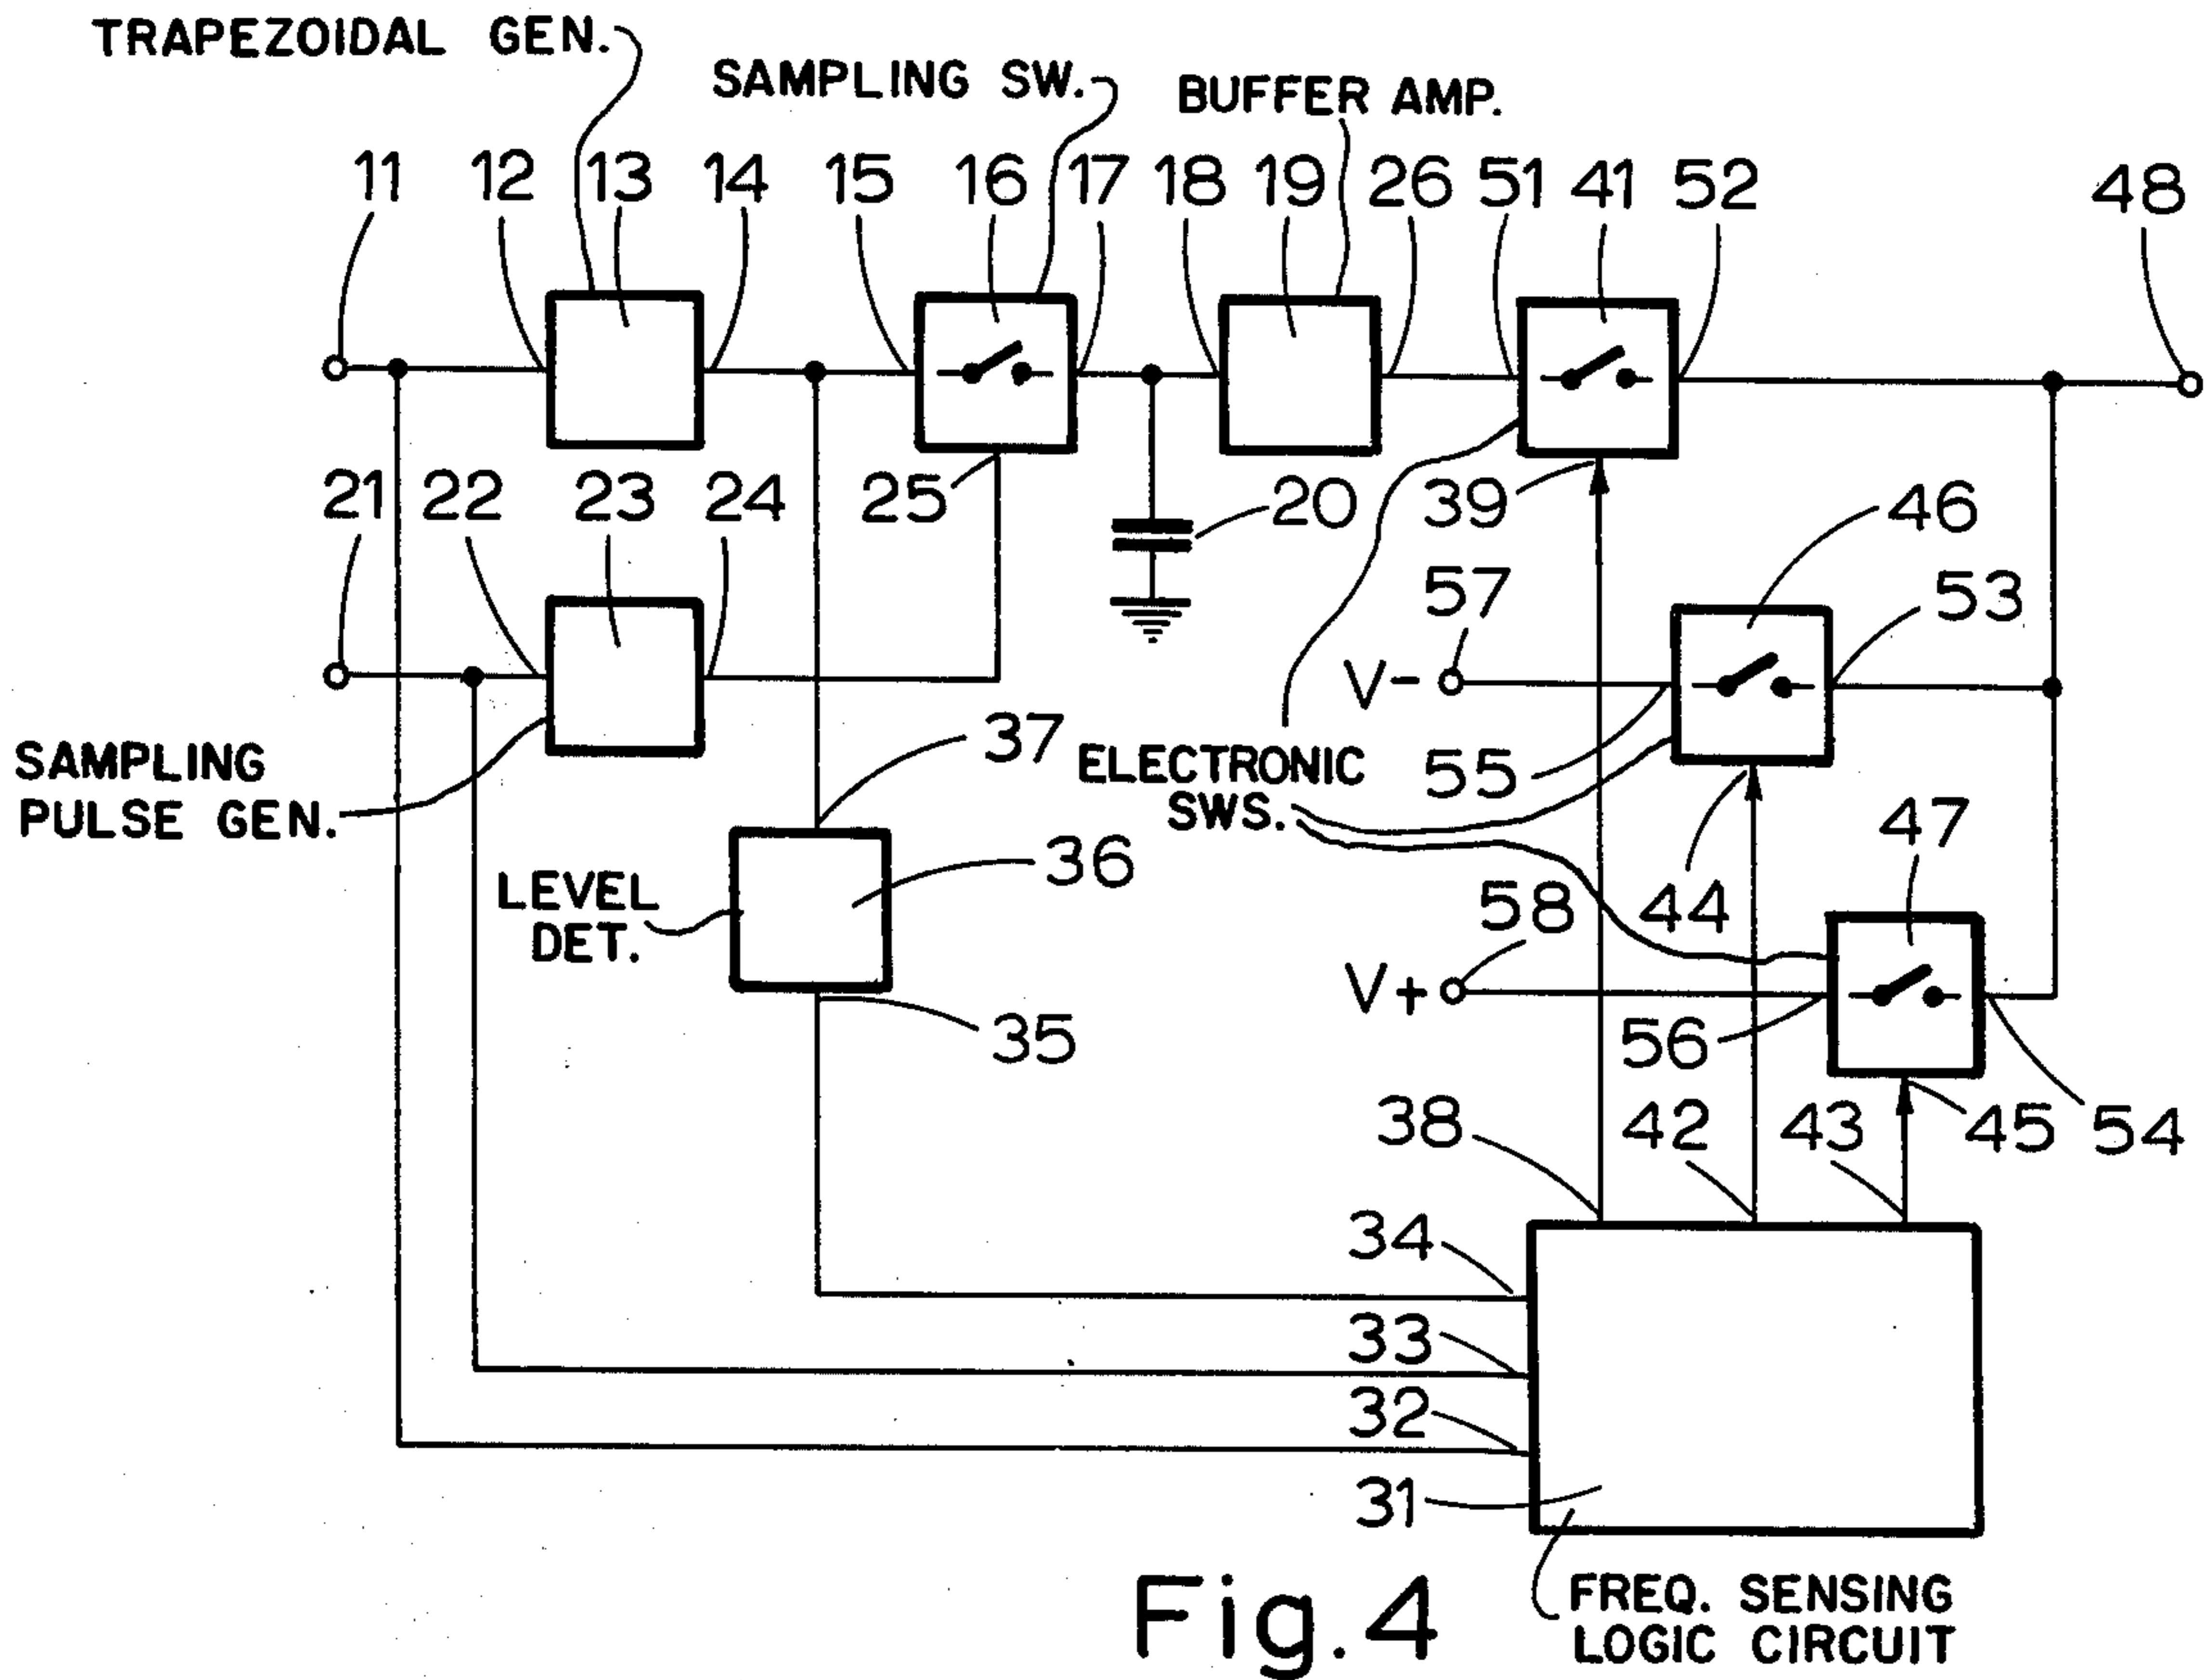 TRAPEZOIDAL GEN.
SAMPLING SW.
BUFFER AMP.
11 12 13 14 15 16 17 18 19 26 51 41 52 48
21 22 23 24 25 20 39 46
57 53
V-
SAMPLING
PULSE GEN.
37
ELECTRONIC
SWS.
55
47
36
LEVEL
DET.
58 44
V+
35 56
38 42 43 45 54
34
33
32
31
Fig.4
FREQ. SENSING
LOGIC CIRCUIT